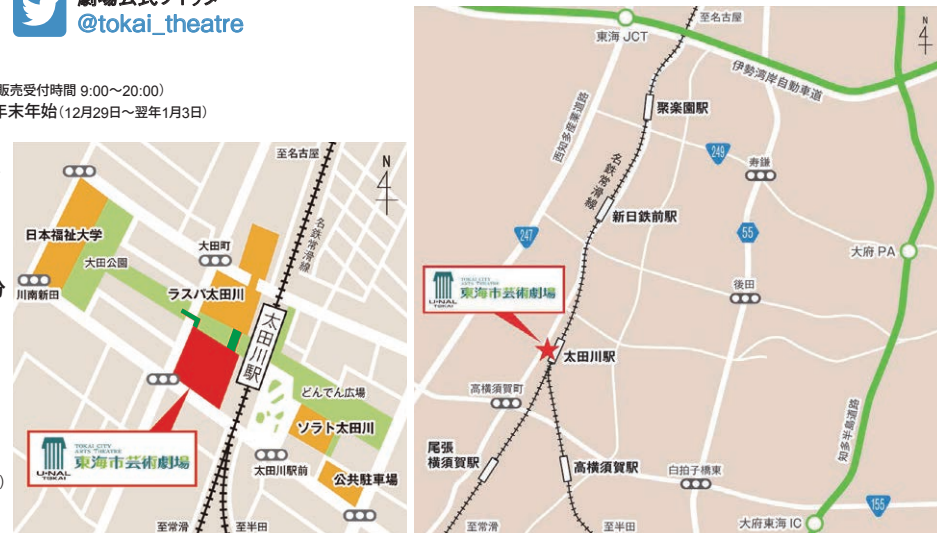 劇場公式ツイッター
@tokai_theatre
販売受付時間 9:00〜20:00）
年末年始（12月29日〜翌年1月3日）
分
）
至名古屋
N
4
名鉄常滑線
日本福祉大学
大田町
大田公園
川南新田
ラスパ太田川
太田川駅
どんでん広場
ソラト太田川
太田川駅前
公共駐車場
U-NAL
TOKAI
TOKAI CITY
ARTS THEATRE
東海市芸術劇場
至常滑
至半田
至名古屋
N
4
東海 JCT
伊勢湾岸自動車道
西知多産業道路
聚楽園駅
249
寿鎌
名鉄常滑線
新日鉄前駅
247
55
大府 PA
U-NAL
TOKAI
TOKAI CITY
ARTS THEATRE
東海市芸術劇場
後田
太田川駅
高横須賀町
知多半島道路
尾張
横須賀駅
高横須賀駅
白拍子橋東
155
至常滑
至半田
大府東海 IC